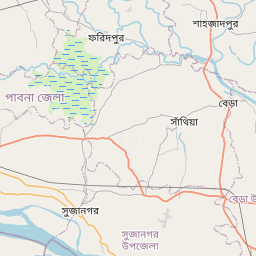 শাহজাদপুর
ফরিদপুর
পাবনা জেলা
বেড়া
সাঁথিয়া
বেড়া উ
সুজানগর
সুজানগর
উপজেলা